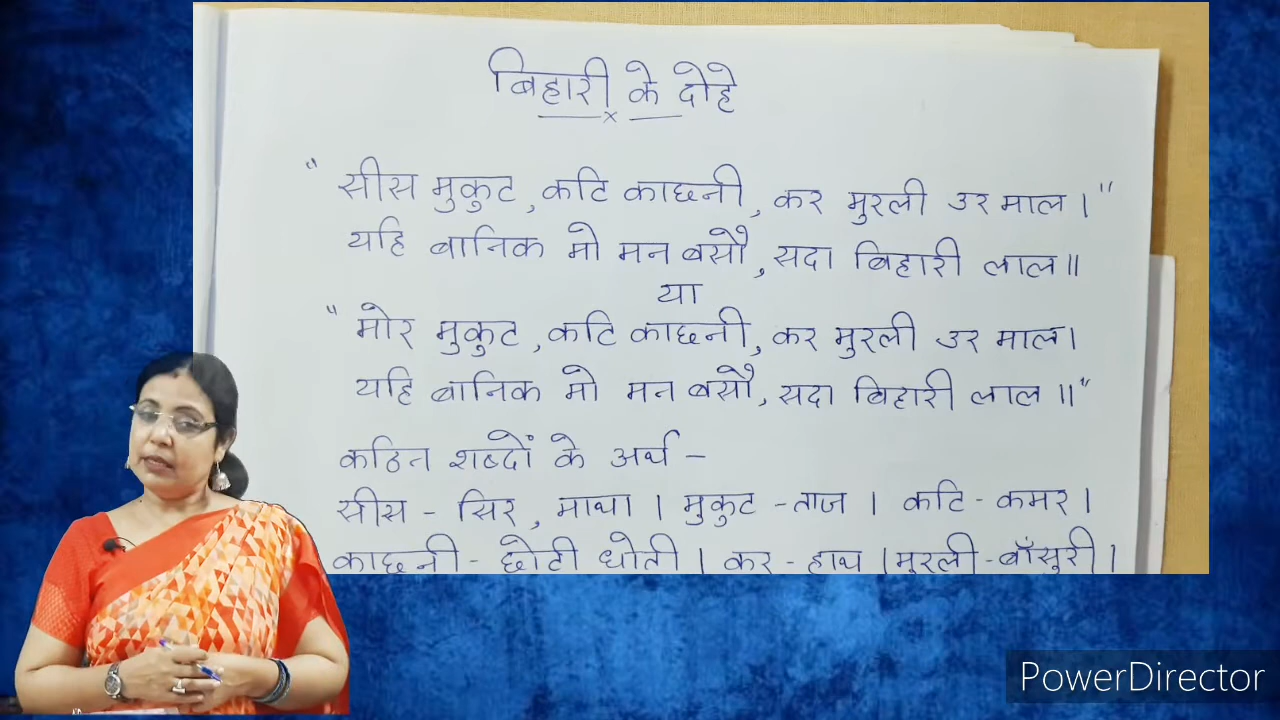 बिहारी के दोहे
"सीस मुकुट, कटि काछनी, कर मुरली उर माल।"
यहि बानिक मो मन बसौ, सदा बिहारी लाल॥
या
"मोर मुकुट, कटि काछनी, कर मुरली उर माल।
यहि बानिक मो मन बसौ, सदा बिहारी लाल॥"
कठिन शब्दों के अर्थ –
सीस - सिर, माथा । मुकुट - ताज । कटि - कमर ।
काछनी - छोटी धोती । कर - हाथ । मुरली - बाँसुरी ।
PowerDirector